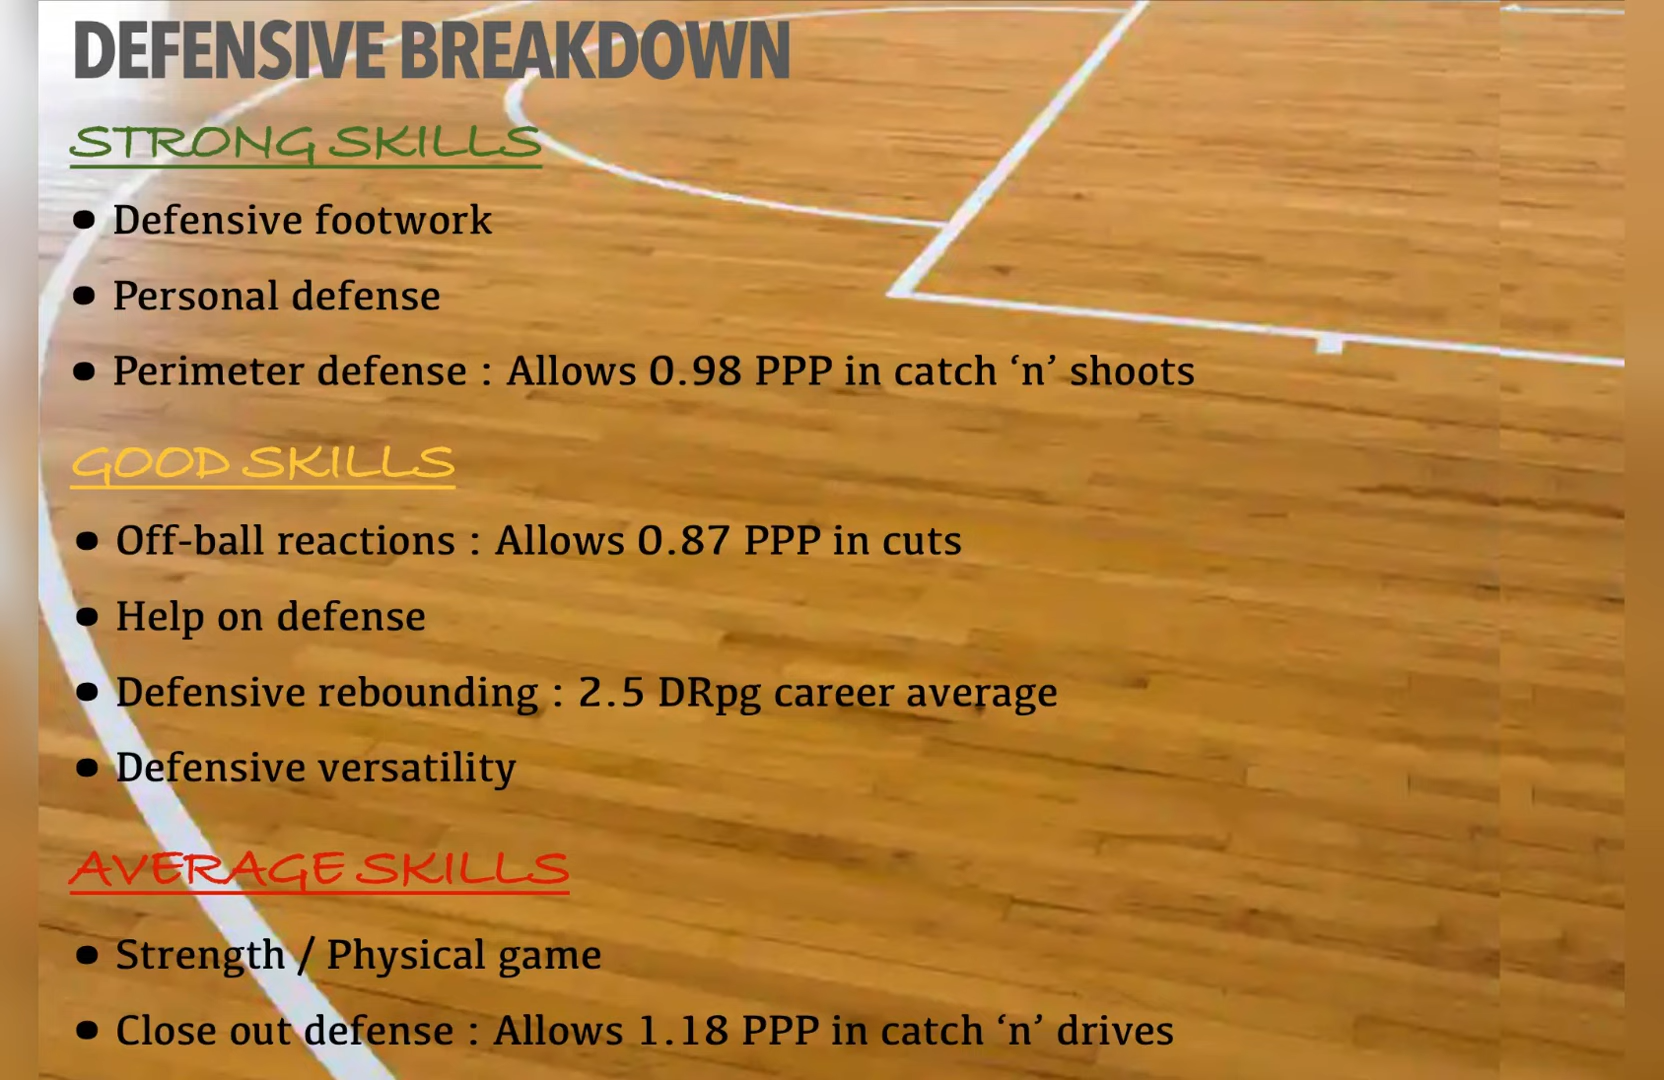 DEFENSIVE BREAKDOWN
STRONG SKILLS
• Defensive footwork
• Personal defense
• Perimeter defense : Allows 0.98 PPP in catch ‘n’ shoots
GOOD SKILLS
• Off-ball reactions : Allows 0.87 PPP in cuts
• Help on defense
• Defensive rebounding : 2.5 DRpg career average
• Defensive versatility
AVERAGE SKILLS
• Strength / Physical game
• Close out defense : Allows 1.18 PPP in catch ‘n’ drives